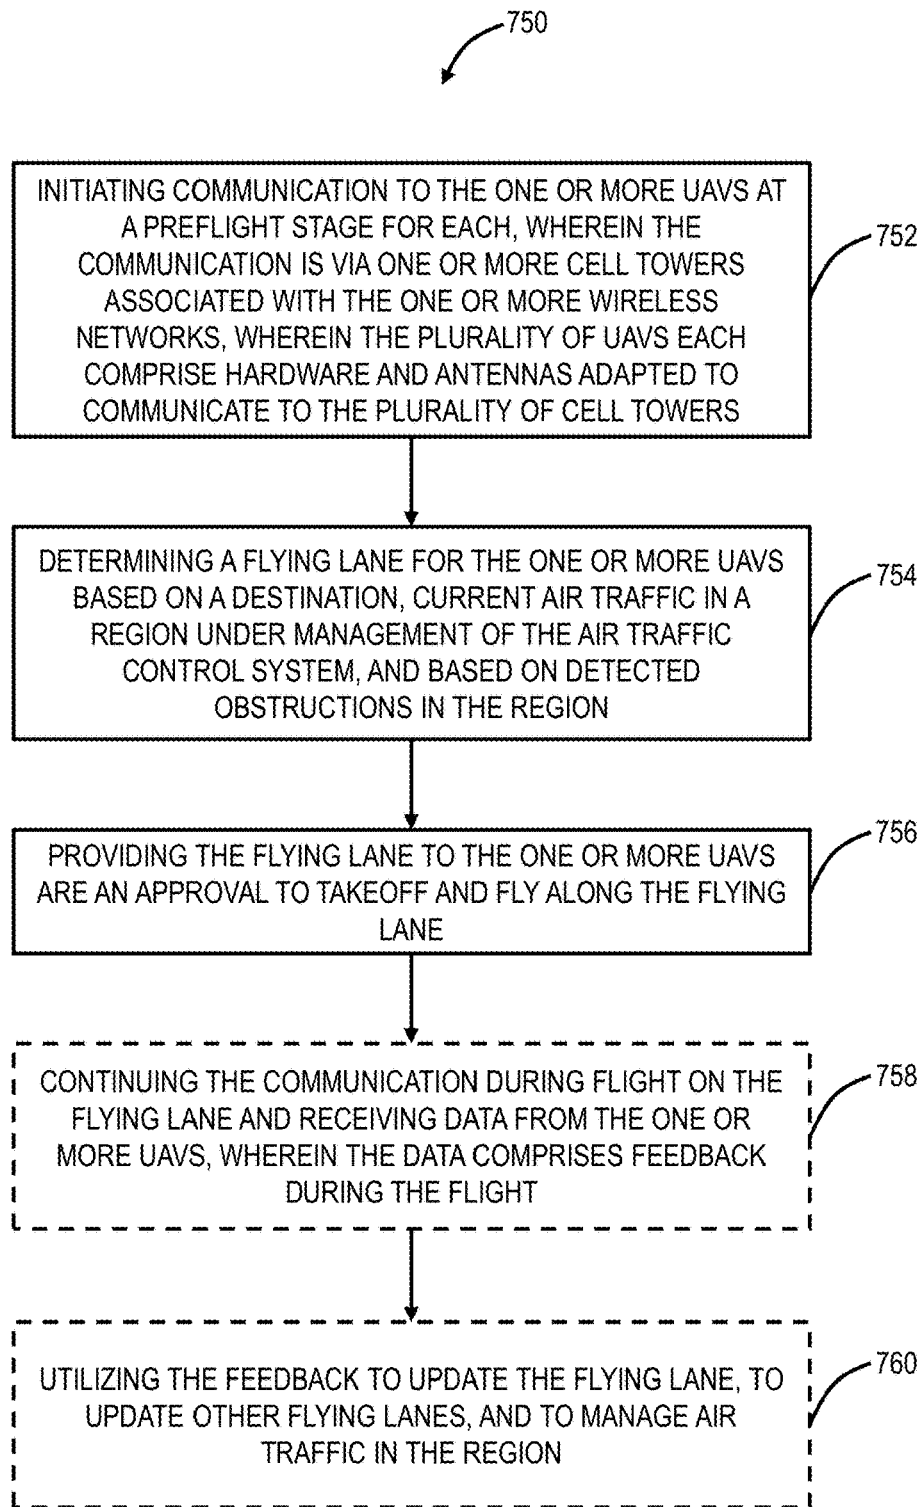 750
INITIATING COMMUNICATION TO THE ONE OR MORE UAVS AT
A PREFLIGHT STAGE FOR EACH, WHEREIN THE
COMMUNICATION IS VIA ONE OR MORE CELL TOWERS
ASSOCIATED WITH THE ONE OR MORE WIRELESS
NETWORKS, WHEREIN THE PLURALITY OF UAVS EACH
COMPRISE HARDWARE AND ANTENNAS ADAPTED TO
COMMUNICATE TO THE PLURALITY OF CELL TOWERS
752
DETERMINING A FLYING LANE FOR THE ONE OR MORE UAVS
BASED ON A DESTINATION, CURRENT AIR TRAFFIC IN A
REGION UNDER MANAGEMENT OF THE AIR TRAFFIC
CONTROL SYSTEM, AND BASED ON DETECTED
OBSTRUCTIONS IN THE REGION
754
PROVIDING THE FLYING LANE TO THE ONE OR MORE UAVS
ARE AN APPROVAL TO TAKEOFF AND FLY ALONG THE FLYING
LANE
756
CONTINUING THE COMMUNICATION DURING FLIGHT ON THE
FLYING LANE AND RECEIVING DATA FROM THE ONE OR
MORE UAVS, WHEREIN THE DATA COMPRISES FEEDBACK
DURING THE FLIGHT
758
UTILIZING THE FEEDBACK TO UPDATE THE FLYING LANE, TO
UPDATE OTHER FLYING LANES, AND TO MANAGE AIR
TRAFFIC IN THE REGION
760